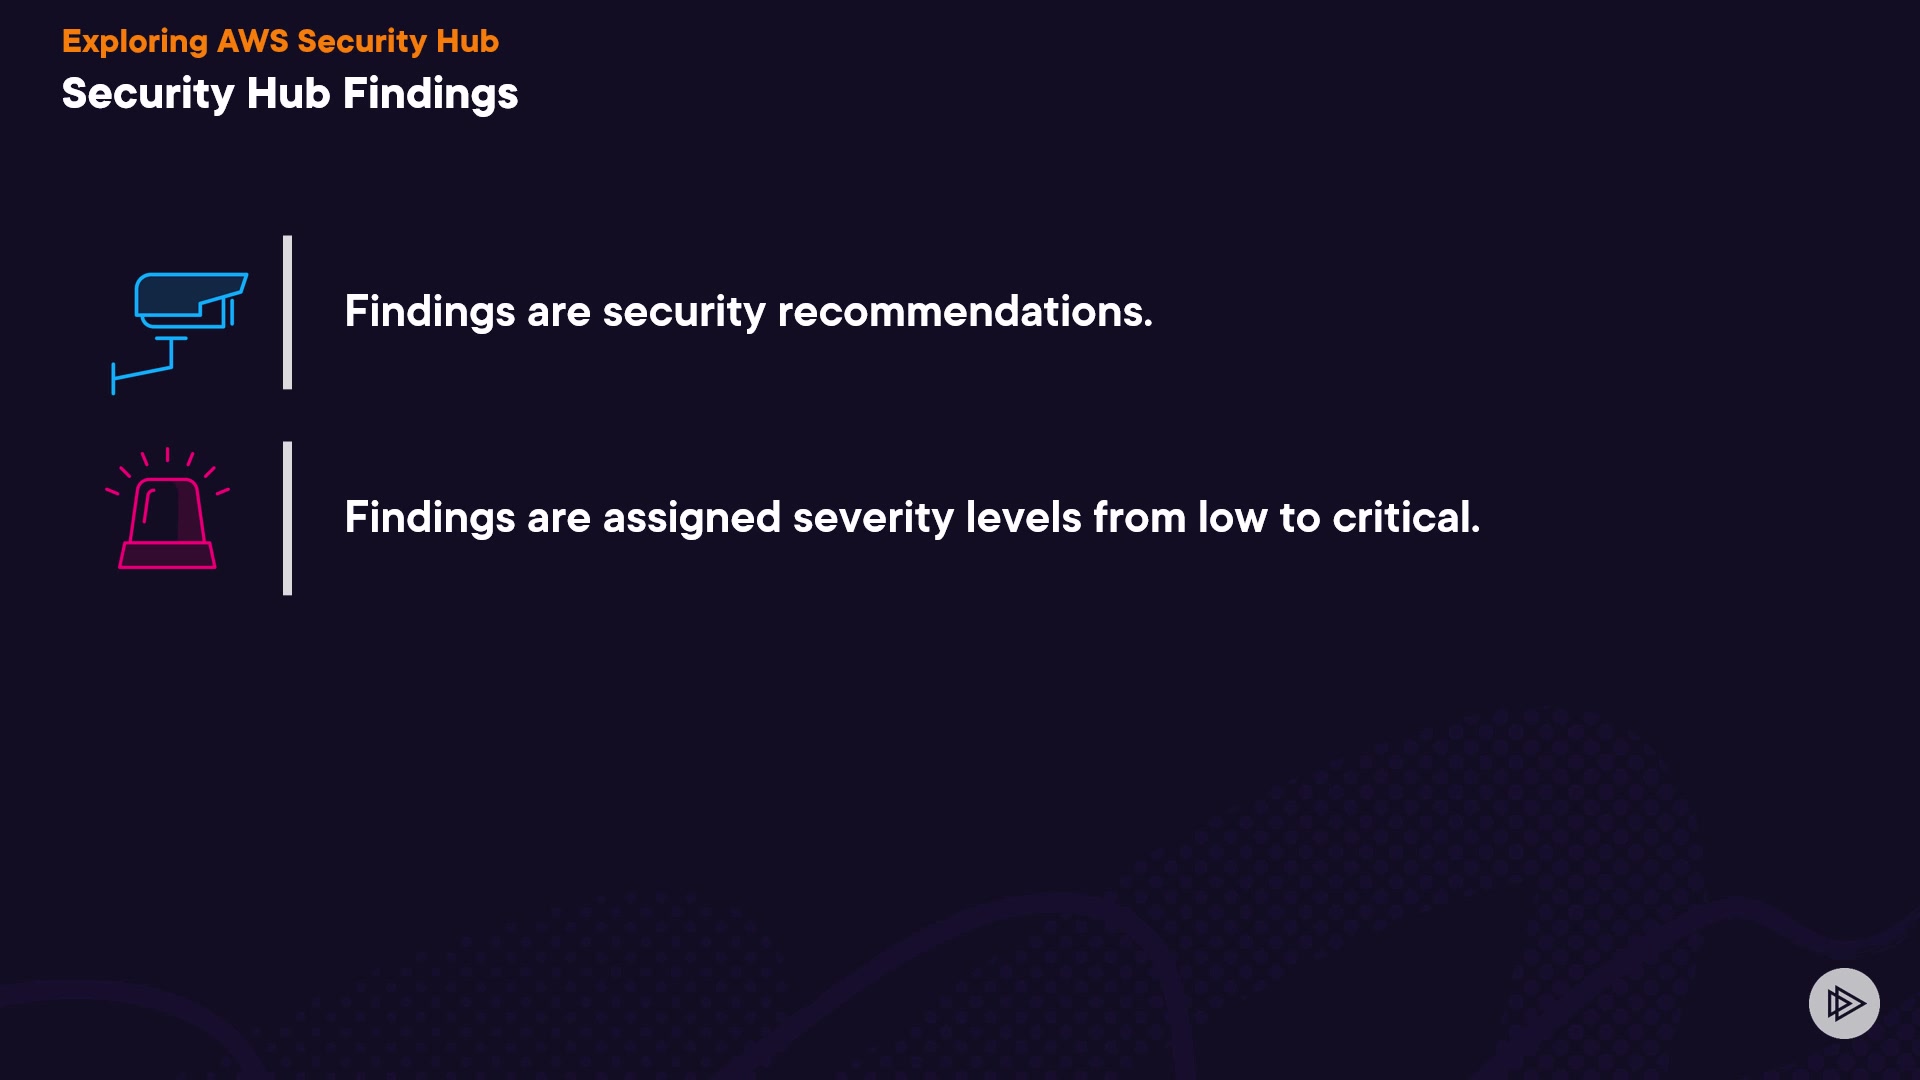 Exploring AWS Security Hub
Security Hub Findings
Findings are security recommendations.
Findings are assigned severity levels from low to critical.